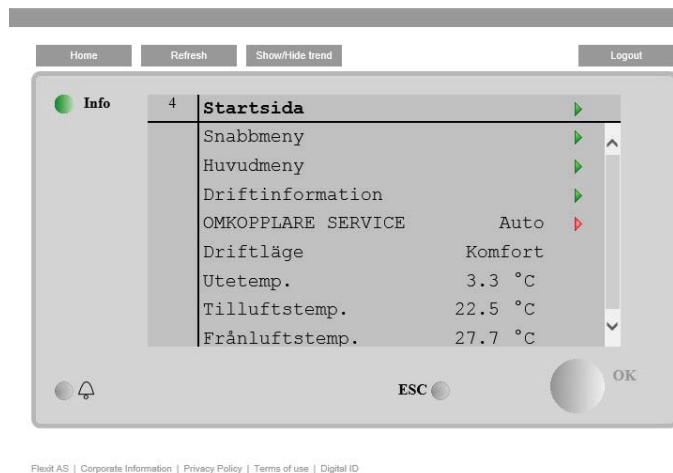 Home Refresh Show/Hide trend Logout
Info 4 Startsida
Snabbmeny
Huvudmeny
Driftinformation
OMKOPPLARE SERVICE Auto
Driftläge Komfort
Utetemp. 3.3 °C
Tilluftstemp. 22.5 °C
Frånluftstemp. 27.7 °C
ESC OK
Flexit AS | Corporate Information | Privacy Policy | Terms of use | Digital ID